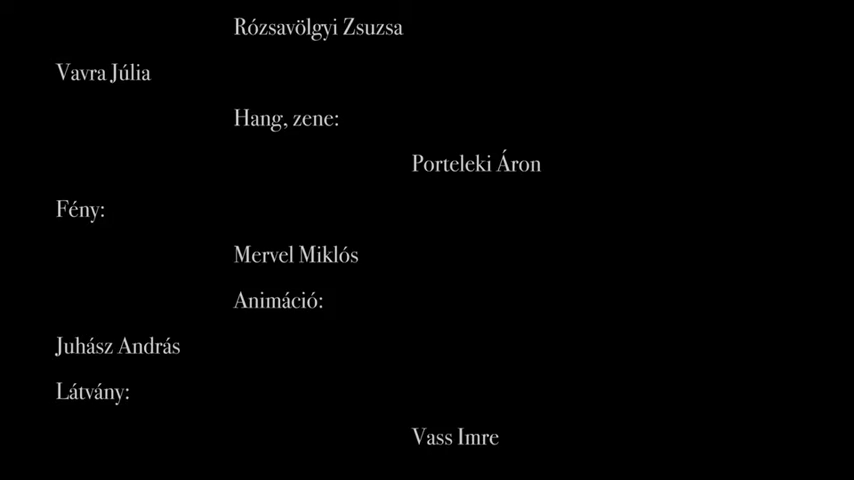 Rózsavölgyi Zsuzsa
Vavra Júlia
Hang, zene:
Porteleki Áron
Fény:
Mervel Miklós
Animáció:
Juhász András
Látvány:
Vass Imre